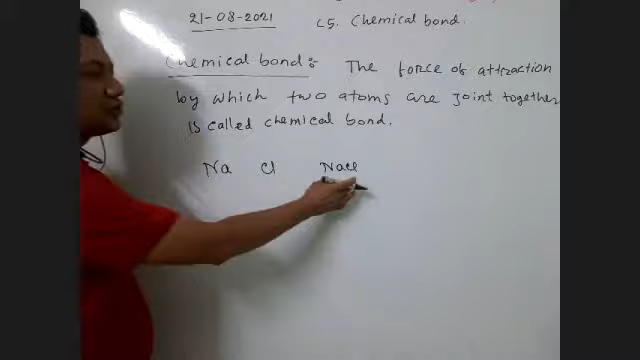 21-08-2021 L5. Chemical bond.
Chemical bond : The force of attraction
by which two atoms are joint together
is called chemical bond.
Na Cl NaCl